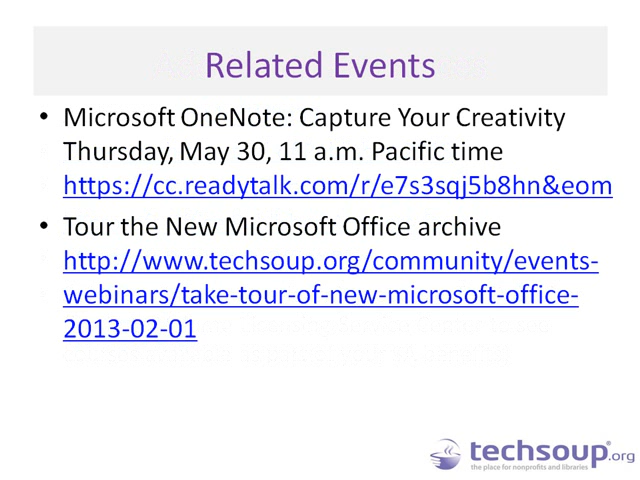 Related Events
• Microsoft OneNote: Capture Your Creativity
Thursday, May 30, 11 a.m. Pacific time
https://cc.readytalk.com/r/e7s3sqj5b8hn&eom
• Tour the New Microsoft Office archive
http://www.techsoup.org/community/events-
webinars/take-tour-of-new-microsoft-office-
2013-02-01
techsoup®.org
the place for nonprofits and libraries